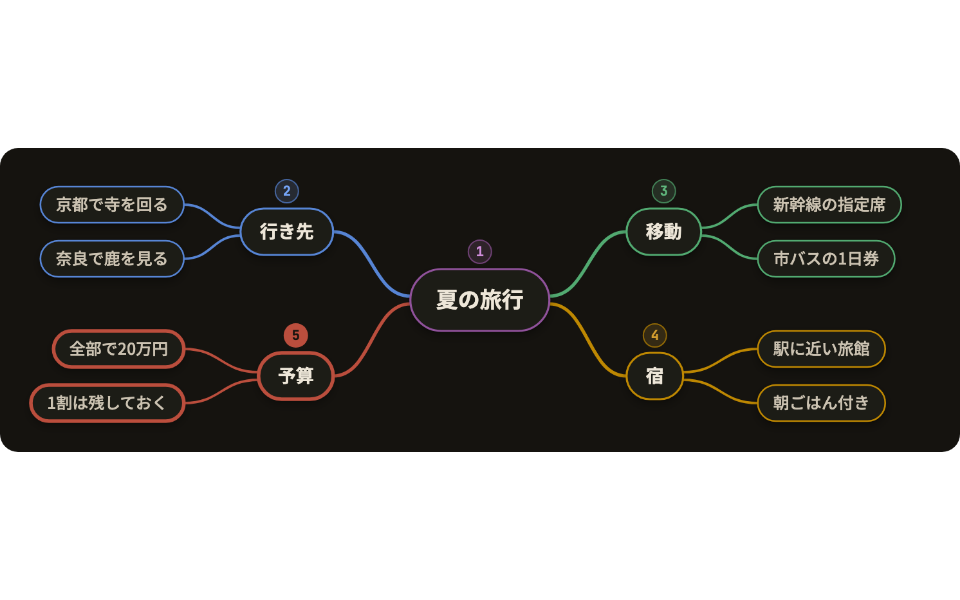 1
夏の旅行
2
行き先
京都で寺を回る
奈良で鹿を見る
3
移動
新幹線の指定席
市バスの1日券
4
宿
駅に近い旅館
朝ごはん付き
5
予算
全部で20万円
1割は残しておく